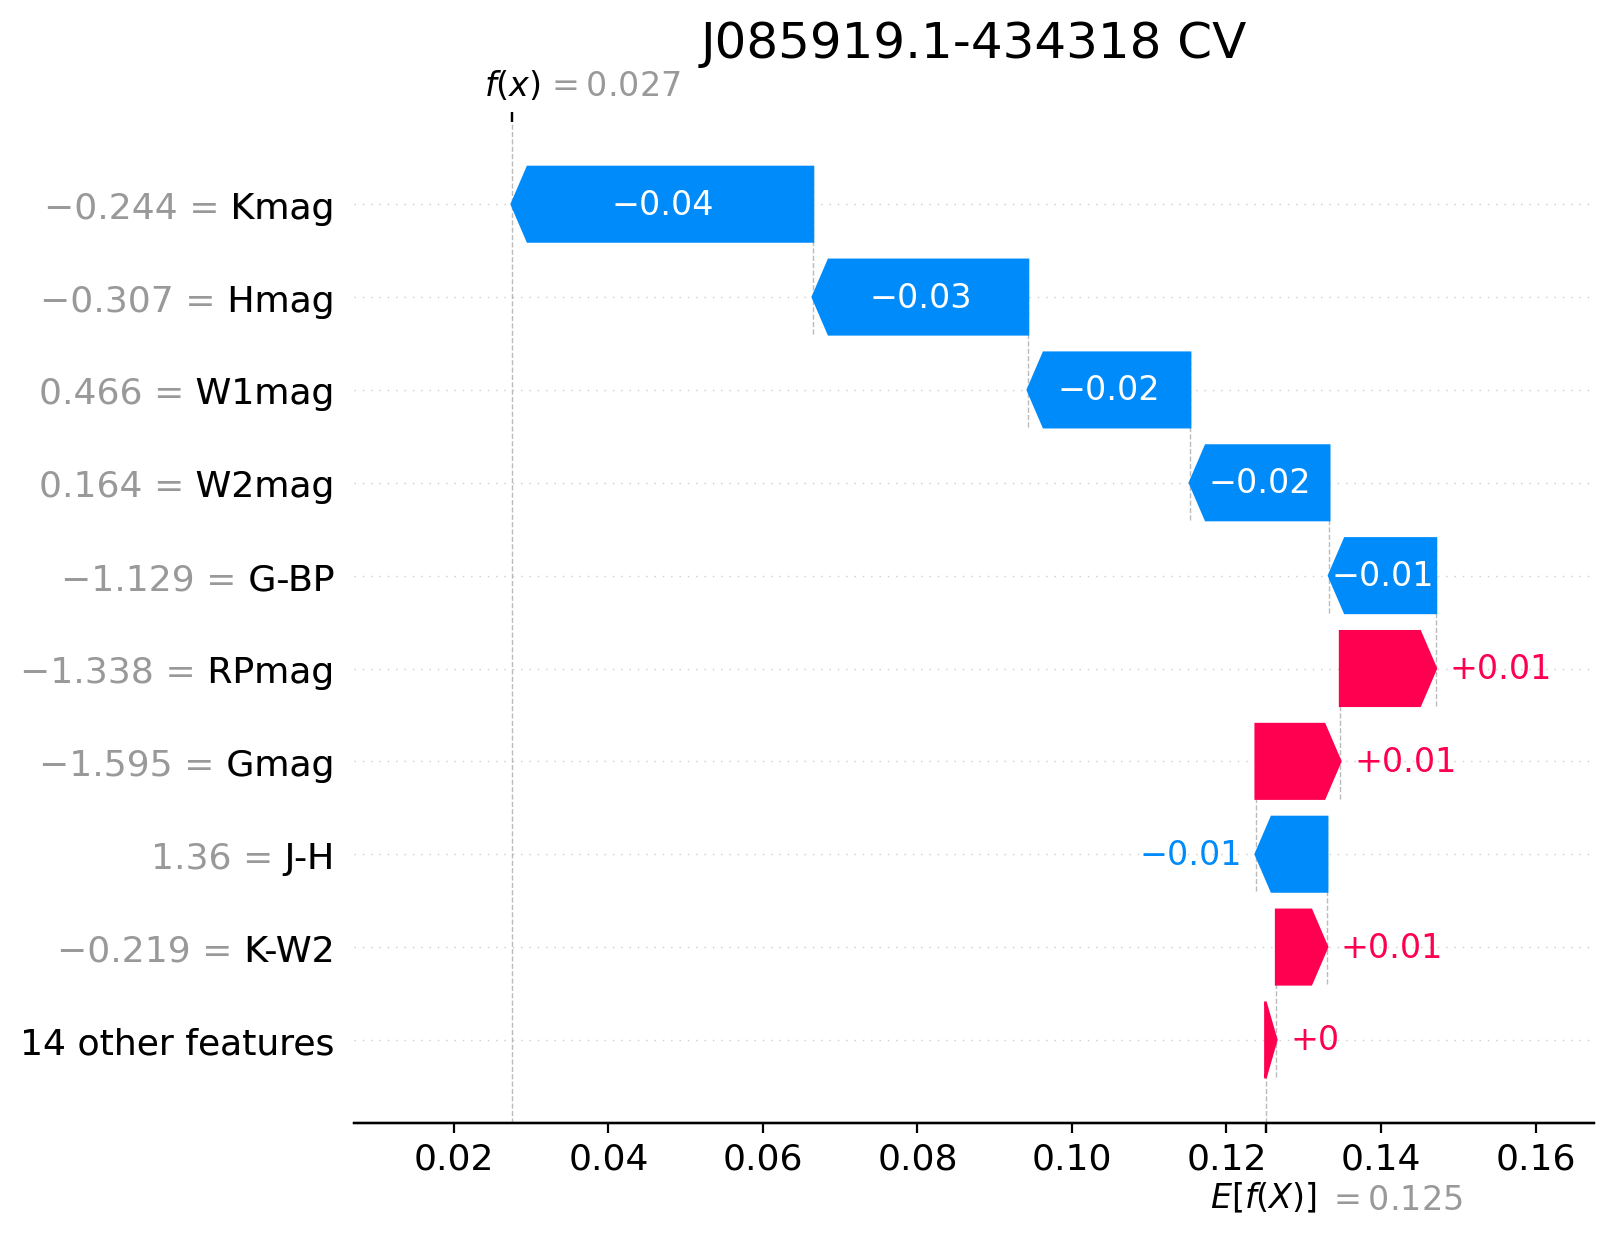 J085919.1-434318 CV
f(x) = 0.027
−0.244 = Kmag −0.04
−0.307 = Hmag −0.03
0.466 = W1mag −0.02
0.164 = W2mag −0.02
−1.129 = G-BP −0.01
−1.338 = RPmag +0.01
−1.595 = Gmag +0.01
1.36 = J-H −0.01
−0.219 = K-W2 +0.01
14 other features +0
0.02 0.04 0.06 0.08 0.10 0.12 0.14 0.16
E[f(X)] = 0.125